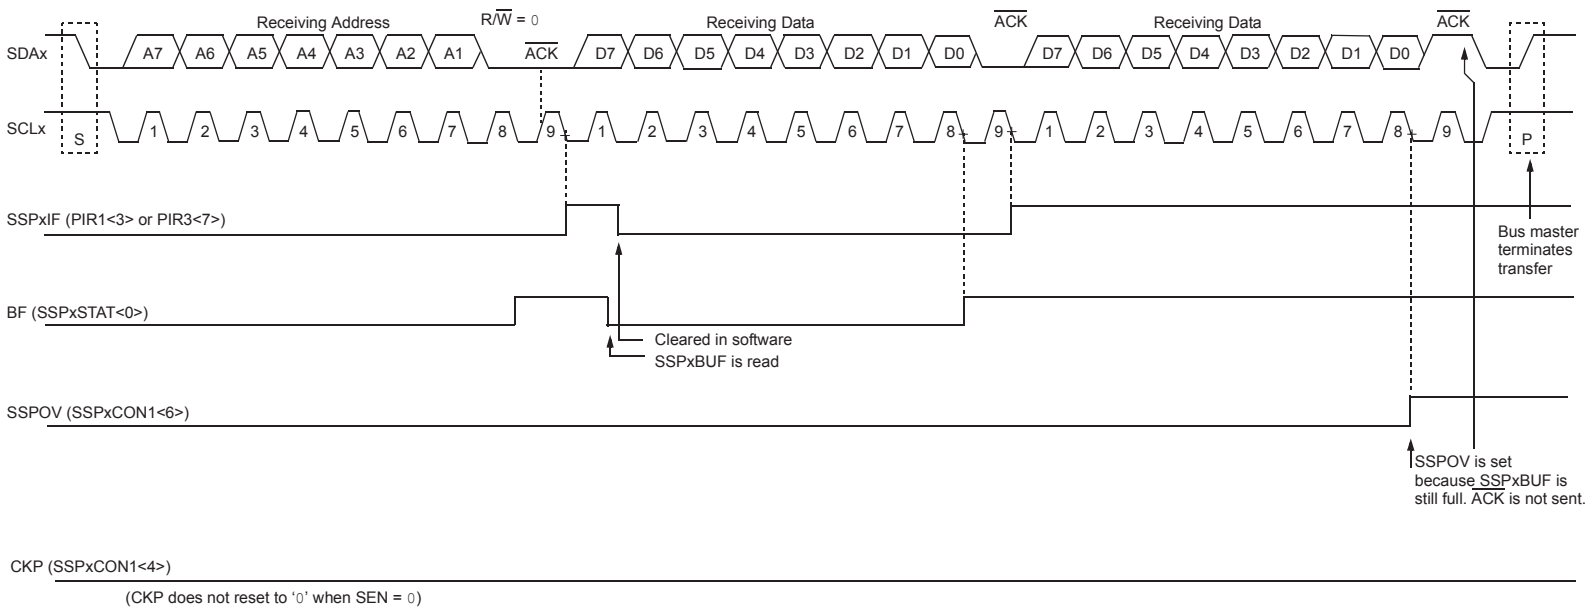 Receiving Address
R/W = 0
Receiving Data
ACK
Receiving Data
ACK
SDAx
A7 A6 A5 A4 A3 A2 A1 ACK D7 D6 D5 D4 D3 D2 D1 D0 D7 D6 D5 D4 D3 D2 D1 D0
SCLx
S 1 2 3 4 5 6 7 8 9 1 2 3 4 5 6 7 8 9 1 2 3 4 5 6 7 8 9 P
SSPxIF (PIR1<3> or PIR3<7>)
Bus master
terminates
transfer
BF (SSPxSTAT<0>)
Cleared in software
SSPxBUF is read
SSPOV (SSPxCON1<6>)
SSPOV is set
because SSPxBUF is
still full. ACK is not sent.
CKP (SSPxCON1<4>)
(CKP does not reset to ‘0’ when SEN = 0)